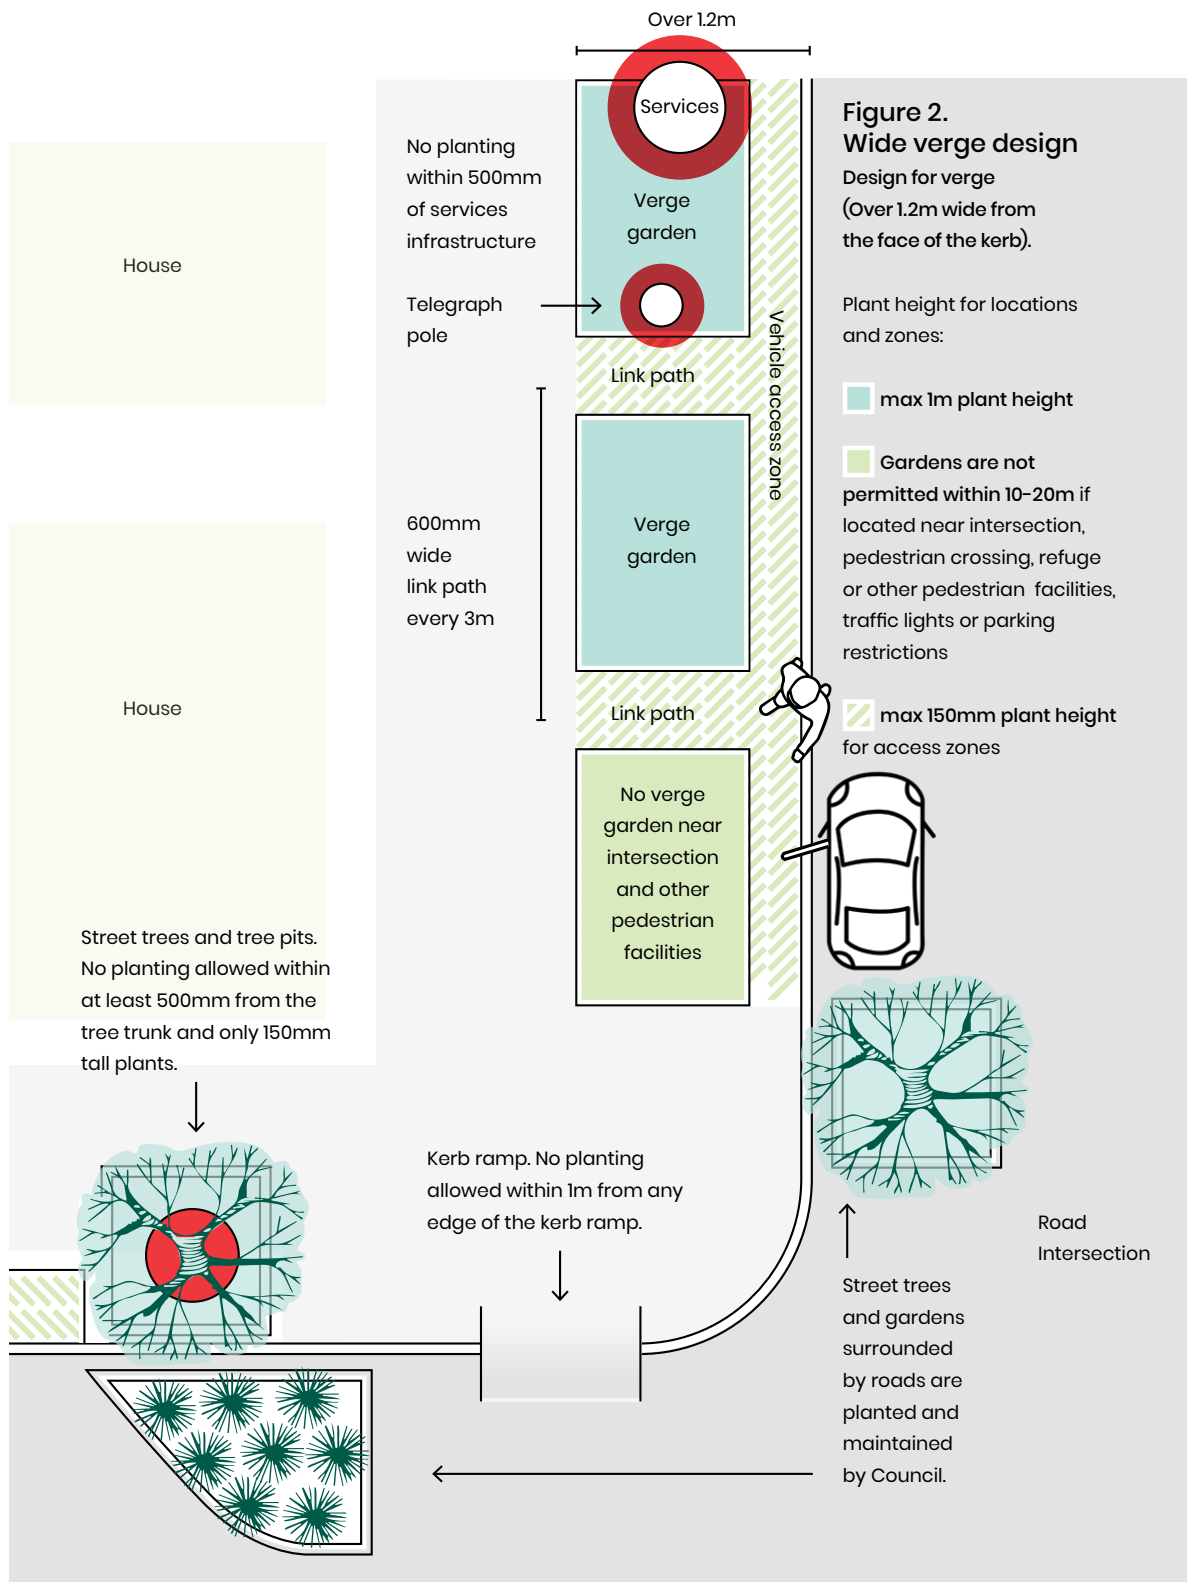 Over 1.2m
Services
Figure 2.
Wide verge design
Design for verge
(Over 1.2m wide from
the face of the kerb).
No planting
within 500mm
of services
infrastructure
Verge
garden
House
Telegraph
pole
Plant height for locations
and zones:
Vehicle access zone
Link path
max 1m plant height
Gardens are not
permitted within 10-20m if
located near intersection,
pedestrian crossing, refuge
or other pedestrian facilities,
traffic lights or parking
restrictions
600mm
wide
link path
every 3m
Verge
garden
House
Link path
max 150mm plant height
for access zones
No verge
garden near
intersection
and other
pedestrian
facilities
Street trees and tree pits.
No planting allowed within
at least 500mm from the
tree trunk and only 150mm
tall plants.
Kerb ramp. No planting
allowed within 1m from any
edge of the kerb ramp.
Road
Intersection
Street trees
and gardens
surrounded
by roads are
planted and
maintained
by Council.